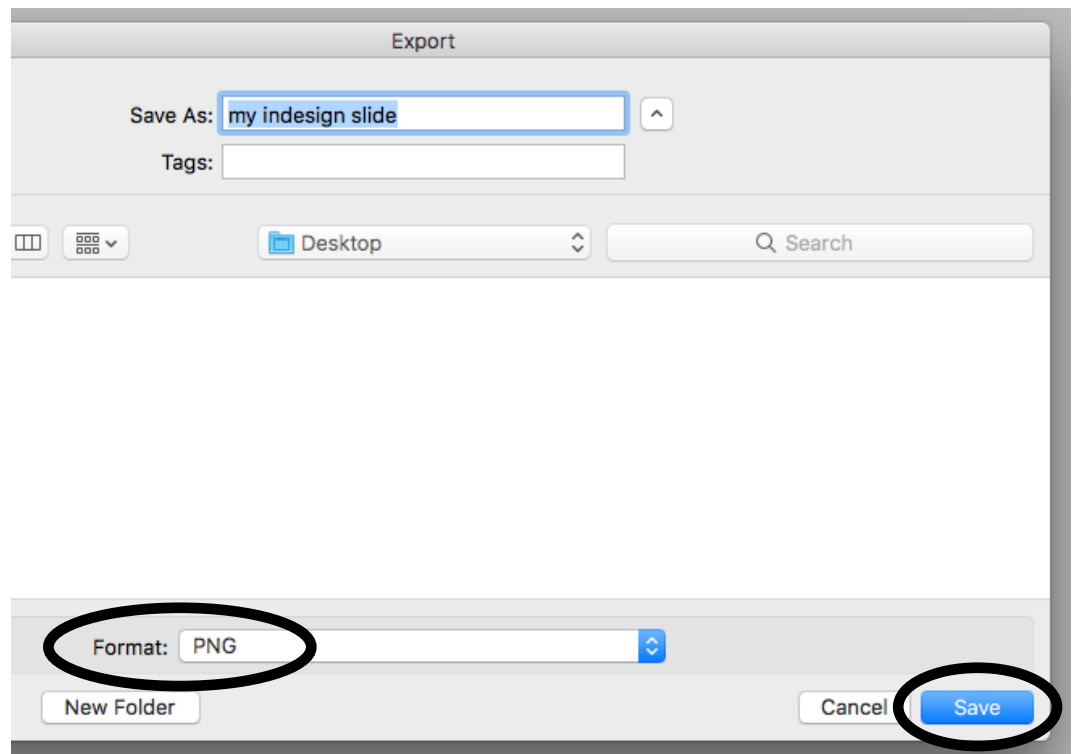 Export
Save As: my indesign slide
Tags:
Desktop Search
Format: PNG
New Folder Cancel Save